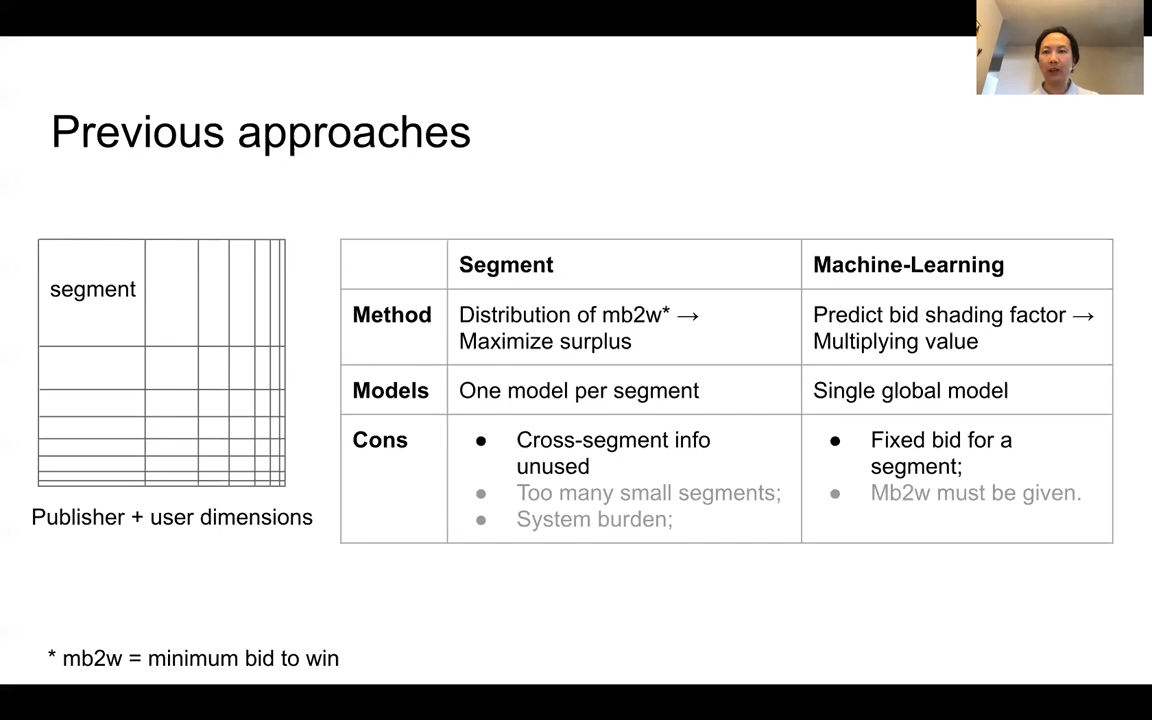 Previous approaches
segment
Publisher + user dimensions
Segment
Machine-Learning
Method
Distribution of mb2w* →
Maximize surplus
Predict bid shading factor →
Multiplying value
Models
One model per segment
Single global model
Cons
● Cross-segment info
unused
● Too many small segments;
● System burden;
● Fixed bid for a
segment;
● Mb2w must be given.
* mb2w = minimum bid to win